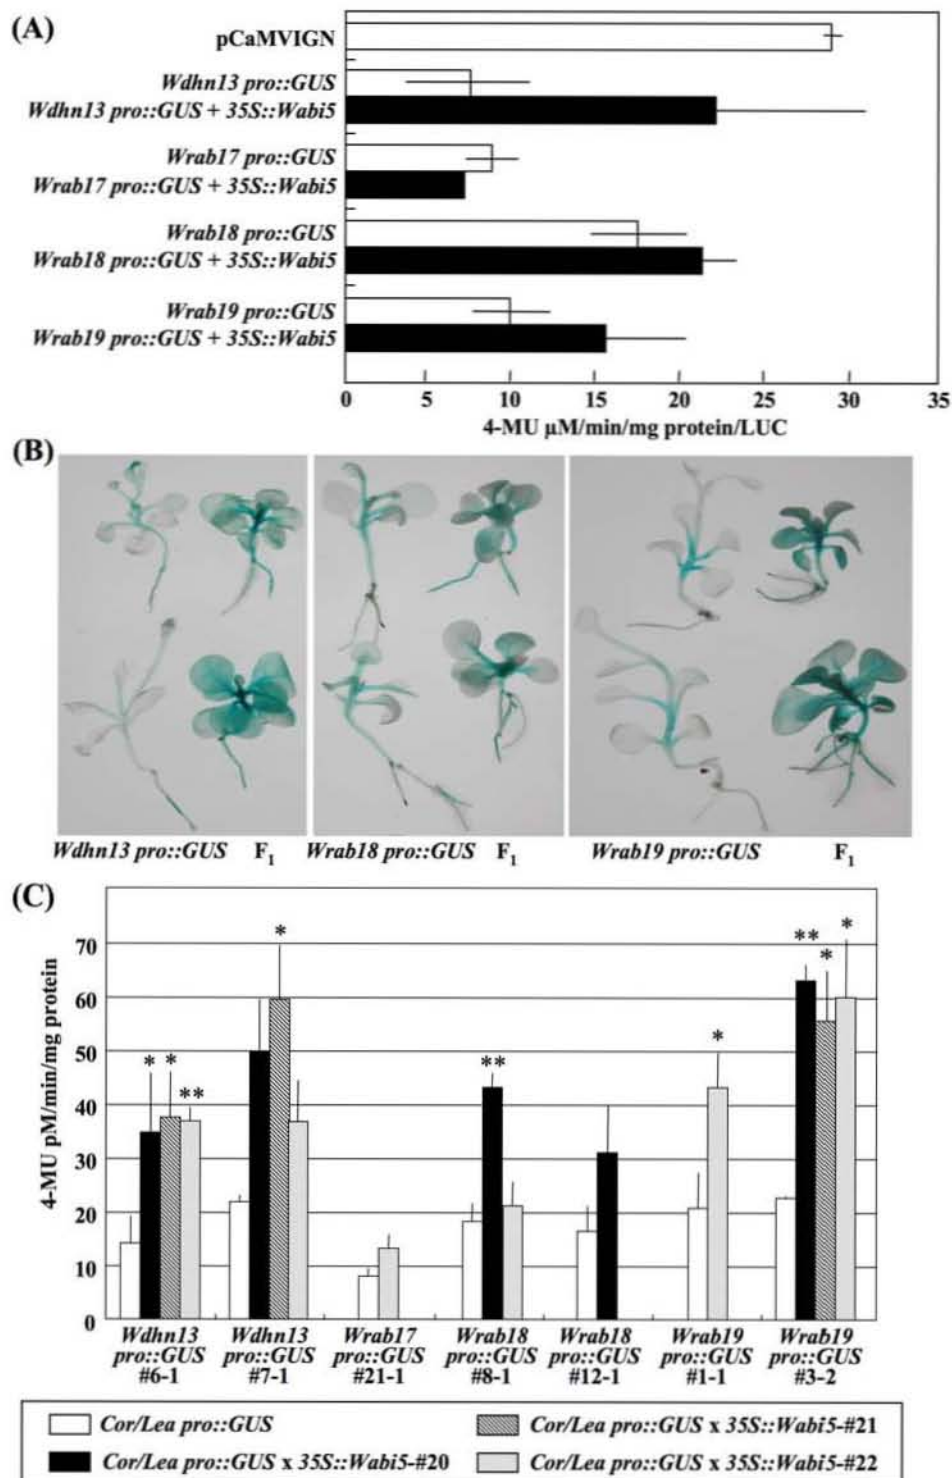 (A)
pCaMVIGN
Wdhn13 pro::GUS
Wdhn13 pro::GUS + 35S::Wabi5
Wrab17 pro::GUS
Wrab17 pro::GUS + 35S::Wabi5
Wrab18 pro::GUS
Wrab18 pro::GUS + 35S::Wabi5
Wrab19 pro::GUS
Wrab19 pro::GUS + 35S::Wabi5
0 5 10 15 20 25 30 35
4-MU μM/min/mg protein/LUC
(B)
Wdhn13 pro::GUS F1 Wrab18 pro::GUS F1 Wrab19 pro::GUS F1
(C)
4-MU pM/min/mg protein
70
60
50
40
30
20
10
0
* * ** * ** * ** * *
Wdhn13 Wdhn13 Wrab17 Wrab18 Wrab18 Wrab19 Wrab19
pro::GUS pro::GUS pro::GUS pro::GUS pro::GUS pro::GUS pro::GUS
#6-1 #7-1 #21-1 #8-1 #12-1 #1-1 #3-2
Cor/Lea pro::GUS Cor/Lea pro::GUS x 35S::Wabi5-#21
Cor/Lea pro::GUS x 35S::Wabi5-#20 Cor/Lea pro::GUS x 35S::Wabi5-#22